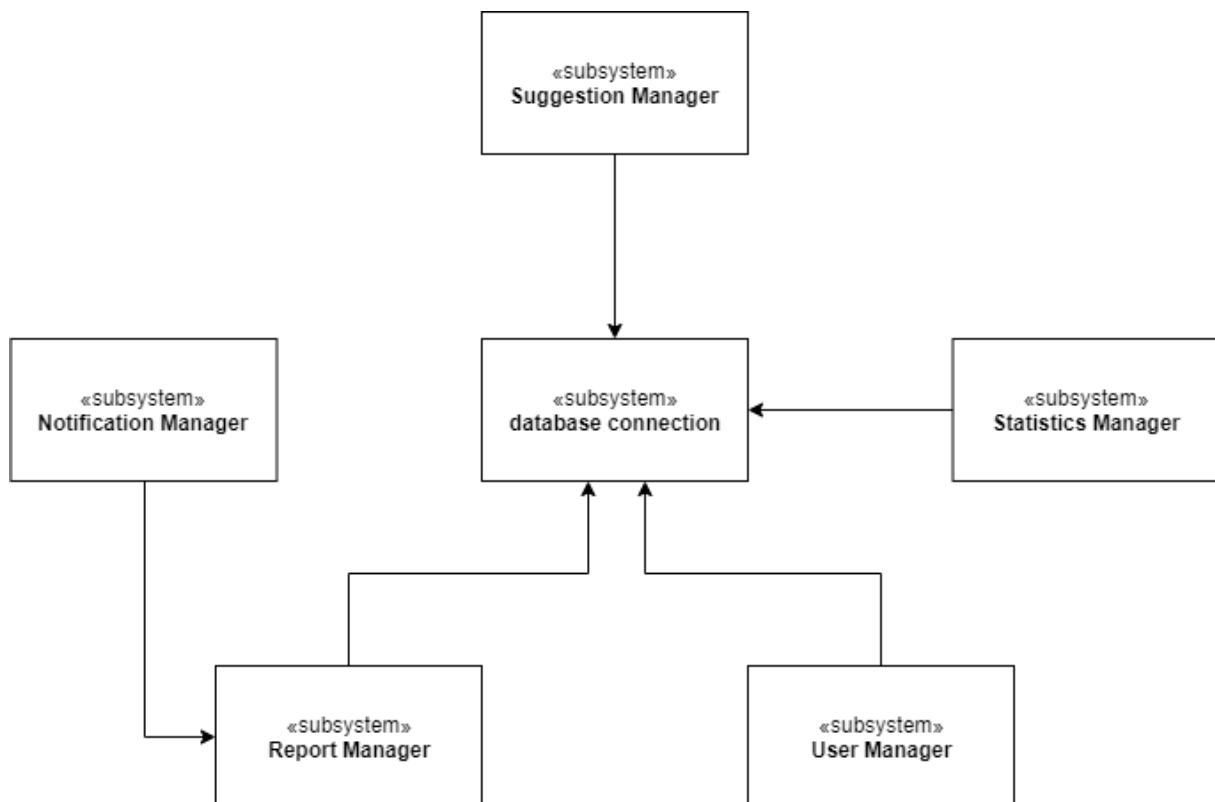 «subsystem»
Suggestion Manager
«subsystem»
Notification Manager
«subsystem»
database connection
«subsystem»
Statistics Manager
«subsystem»
Report Manager
«subsystem»
User Manager